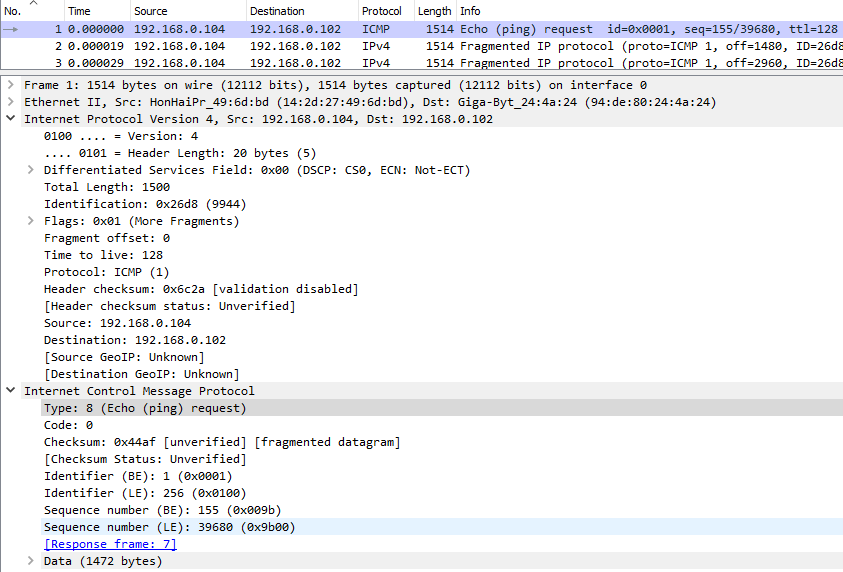 No. Time Source Destination Protocol Length Info
1 0.000000 192.168.0.104 192.168.0.102 ICMP 1514 Echo (ping) request id=0x0001, seq=155/39680, ttl=128
2 0.000019 192.168.0.104 192.168.0.102 IPv4 1514 Fragmented IP protocol (proto=ICMP 1, off=1480, ID=26d8
3 0.000029 192.168.0.104 192.168.0.102 IPv4 1514 Fragmented IP protocol (proto=ICMP 1, off=2960, ID=26d8
Frame 1: 1514 bytes on wire (12112 bits), 1514 bytes captured (12112 bits) on interface 0
Ethernet II, Src: HonHaiPr_49:6d:bd (14:2d:27:49:6d:bd), Dst: Giga-Byt_24:4a:24 (94:de:80:24:4a:24)
Internet Protocol Version 4, Src: 192.168.0.104, Dst: 192.168.0.102
0100 .... = Version: 4
.... 0101 = Header Length: 20 bytes (5)
Differentiated Services Field: 0x00 (DSCP: CS0, ECN: Not-ECT)
Total Length: 1500
Identification: 0x26d8 (9944)
Flags: 0x01 (More Fragments)
Fragment offset: 0
Time to live: 128
Protocol: ICMP (1)
Header checksum: 0x6c2a [validation disabled]
[Header checksum status: Unverified]
Source: 192.168.0.104
Destination: 192.168.0.102
[Source GeoIP: Unknown]
[Destination GeoIP: Unknown]
Internet Control Message Protocol
Type: 8 (Echo (ping) request)
Code: 0
Checksum: 0x44af [unverified] [fragmented datagram]
[Checksum Status: Unverified]
Identifier (BE): 1 (0x0001)
Identifier (LE): 256 (0x0100)
Sequence number (BE): 155 (0x009b)
Sequence number (LE): 39680 (0x9b00)
[Response frame: 7]
Data (1472 bytes)